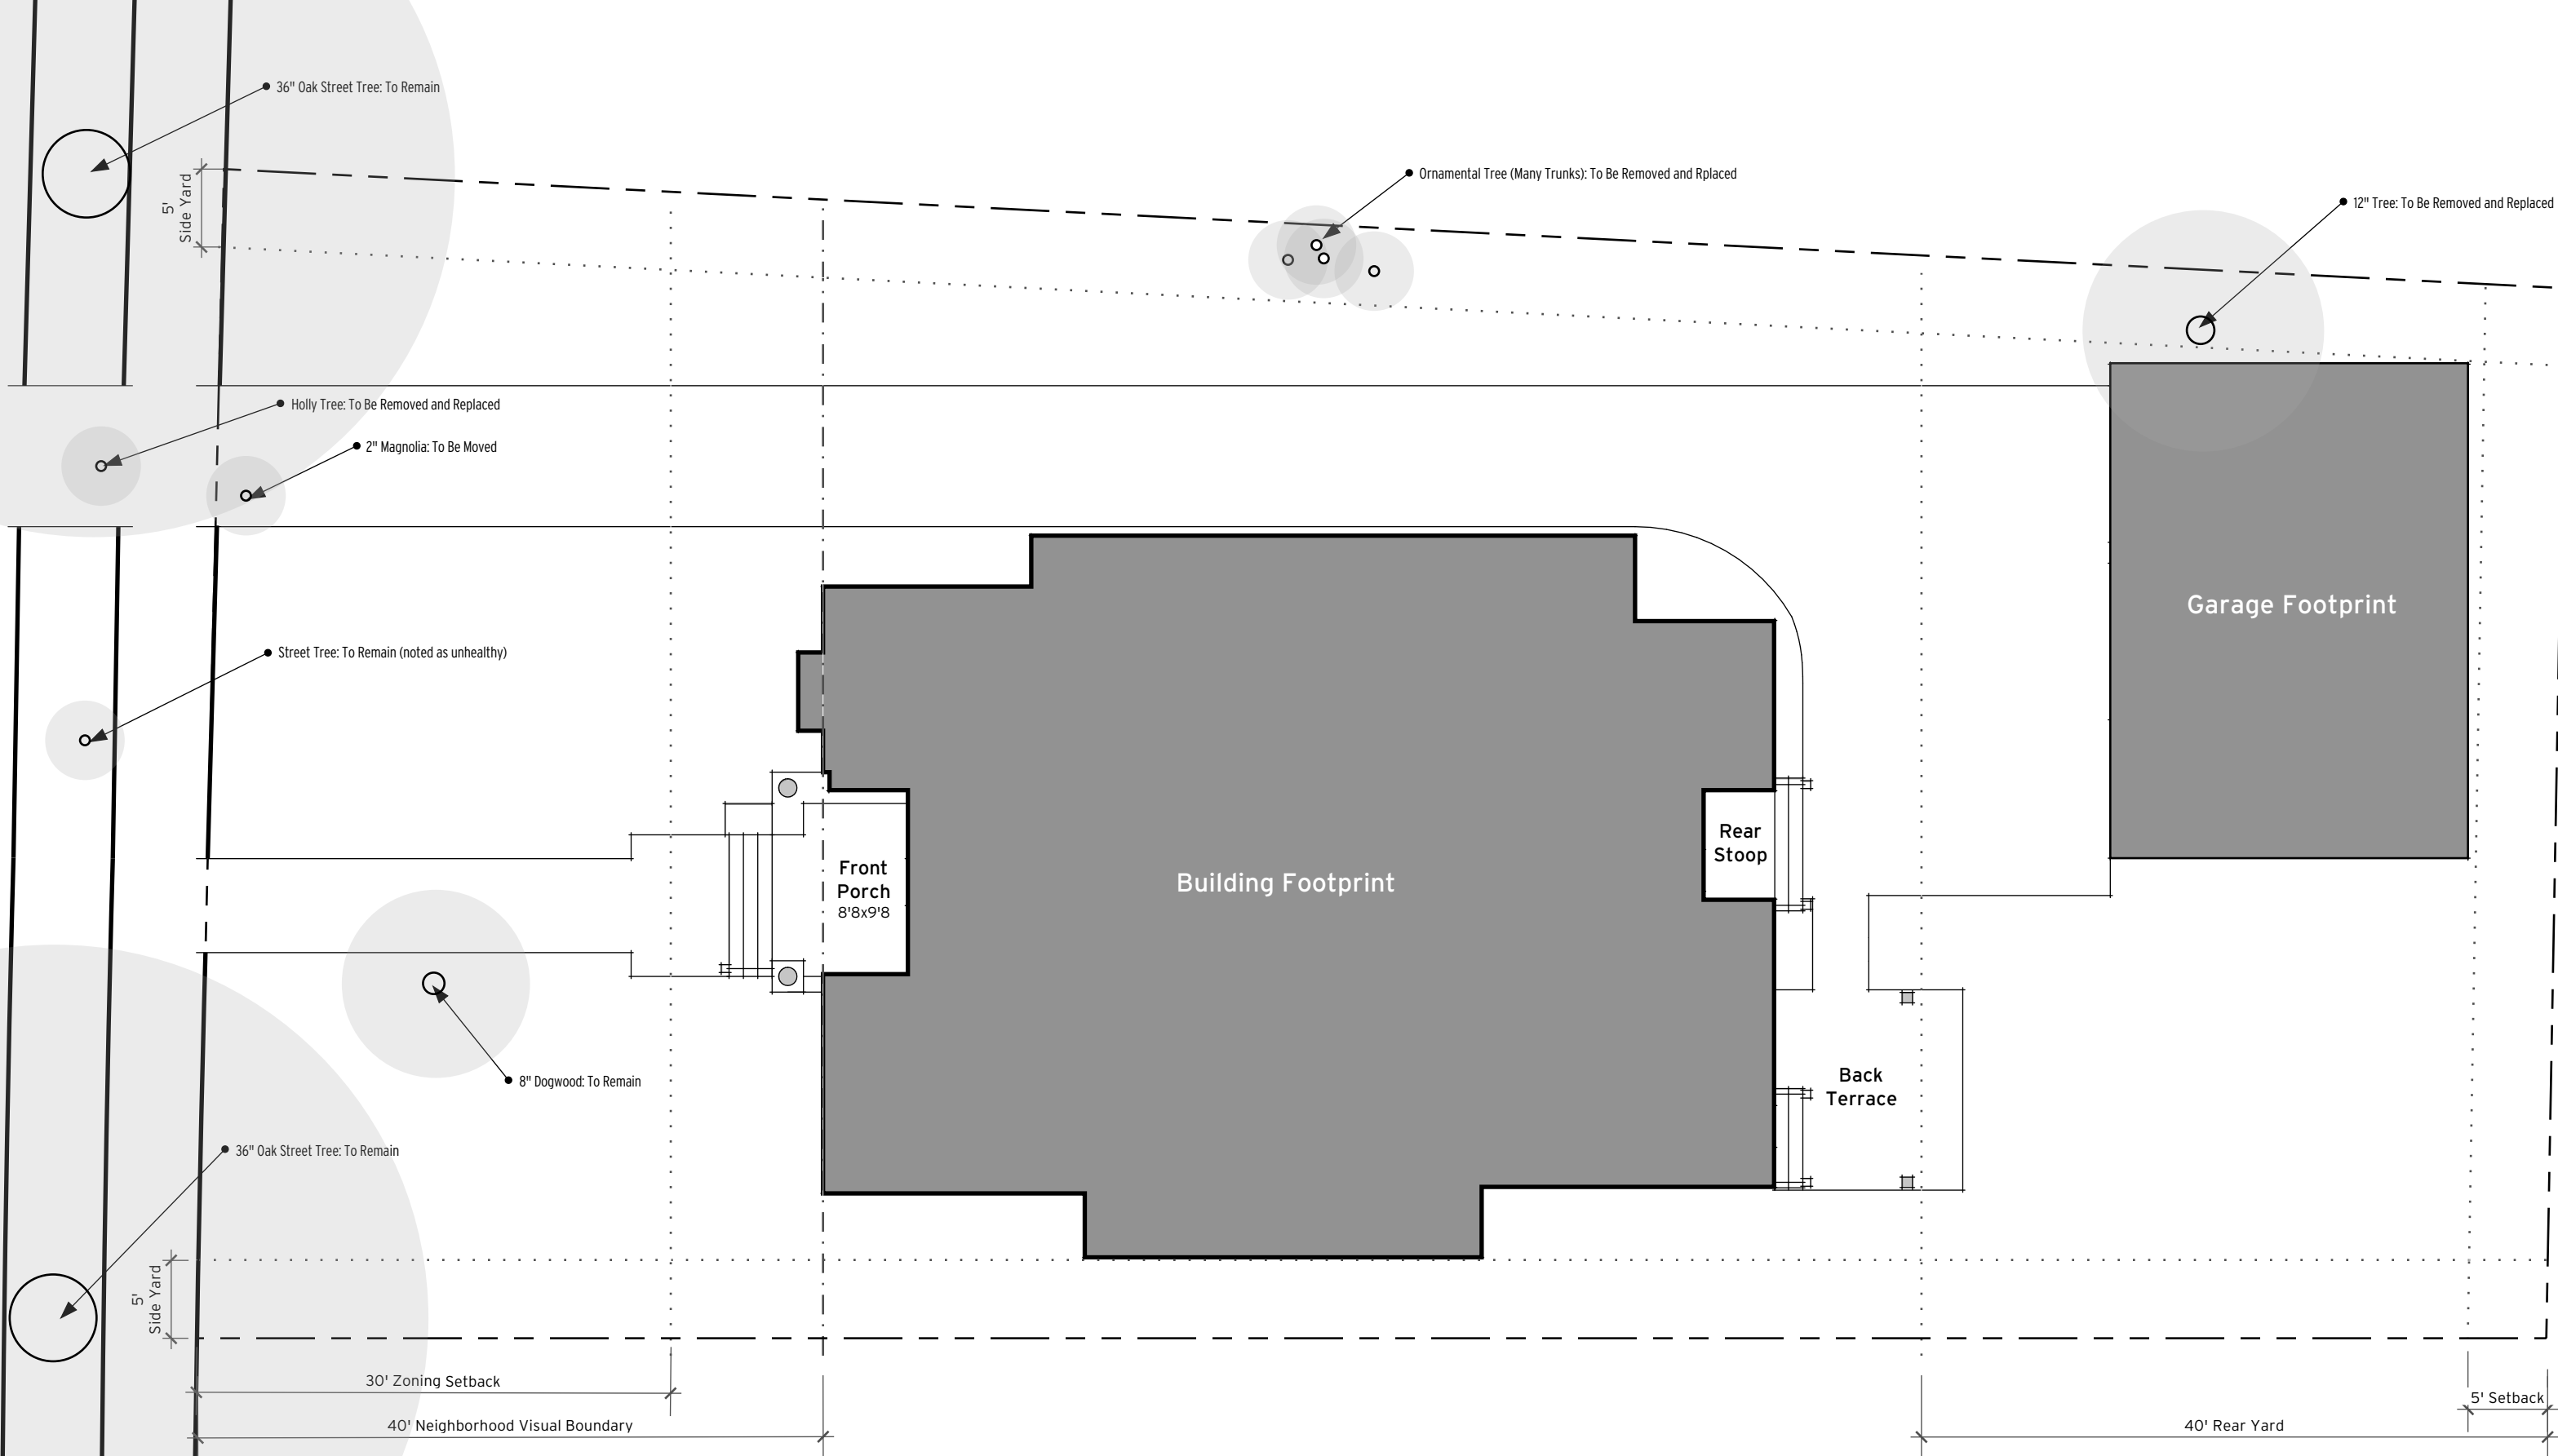 36" Oak Street Tree: To Remain
Ornamental Tree (Many Trunks): To Be Removed and Rplaced
12" Tree: To Be Removed and Replaced
5'
Side Yard
Holly Tree: To Be Removed and Replaced
2" Magnolia: To Be Moved
Garage Footprint
Street Tree: To Remain (noted as unhealthy)
Rear
Stoop
Front
Porch
8'8x9'8
Building Footprint
Back
Terrace
8" Dogwood: To Remain
36" Oak Street Tree: To Remain
5'
Side Yard
30' Zoning Setback
5' Setback
40' Neighborhood Visual Boundary
40' Rear Yard